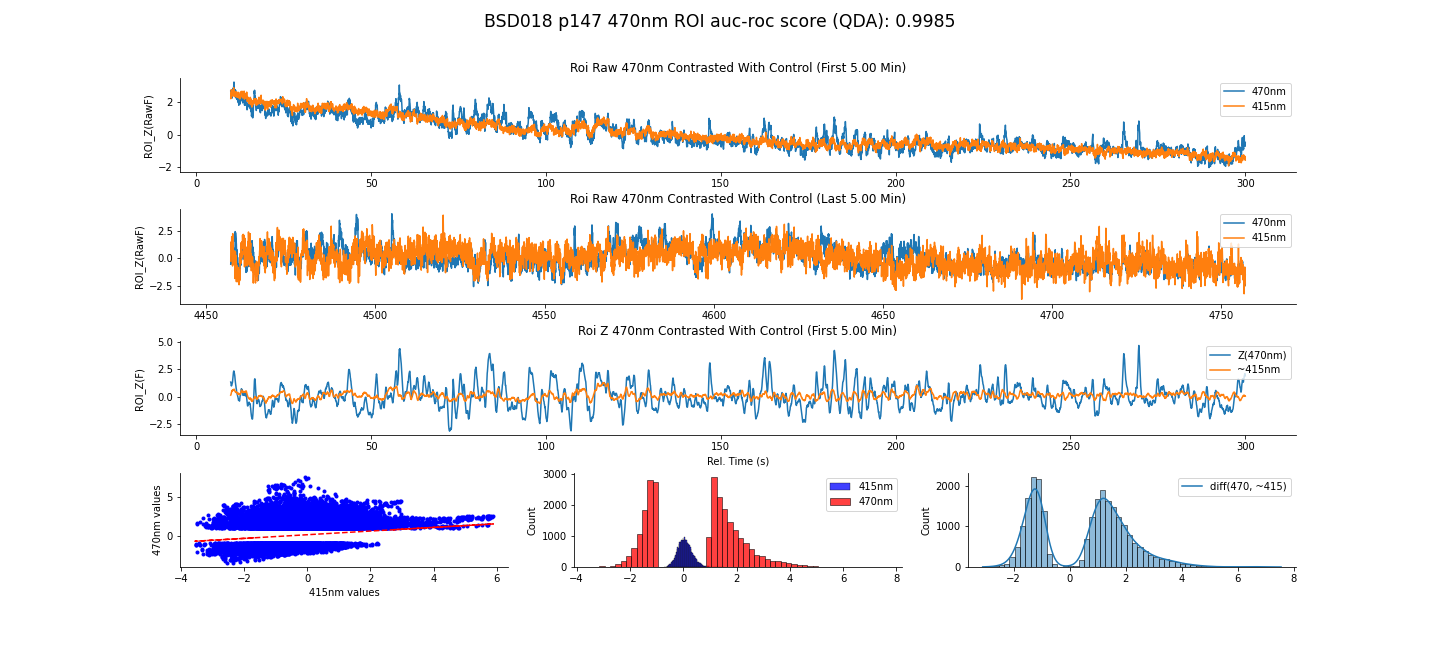 BSD018 p147 470nm ROI auc-roc score (QDA): 0.9985
Roi Raw 470nm Contrasted With Control (First 5.00 Min)
ROI_Z(RawF)
2
0
−2
470nm
415nm
0 50 100 150 200 250 300
Roi Raw 470nm Contrasted With Control (Last 5.00 Min)
ROI_Z(RawF)
2.5
0.0
−2.5
470nm
415nm
4450 4500 4550 4600 4650 4700 4750
Roi Z 470nm Contrasted With Control (First 5.00 Min)
ROI_Z(F)
5.0
2.5
0.0
−2.5
Z(470nm)
~415nm
0 50 100 150 200 250 300
Rel. Time (s)
470nm values
5
0
−4 −2 0 2 4 6
415nm values
Count
3000
2000
1000
0
415nm
470nm
−4 −2 0 2 4 6 8
Count
2000
1000
0
diff(470, ~415)
−2 0 2 4 6 8